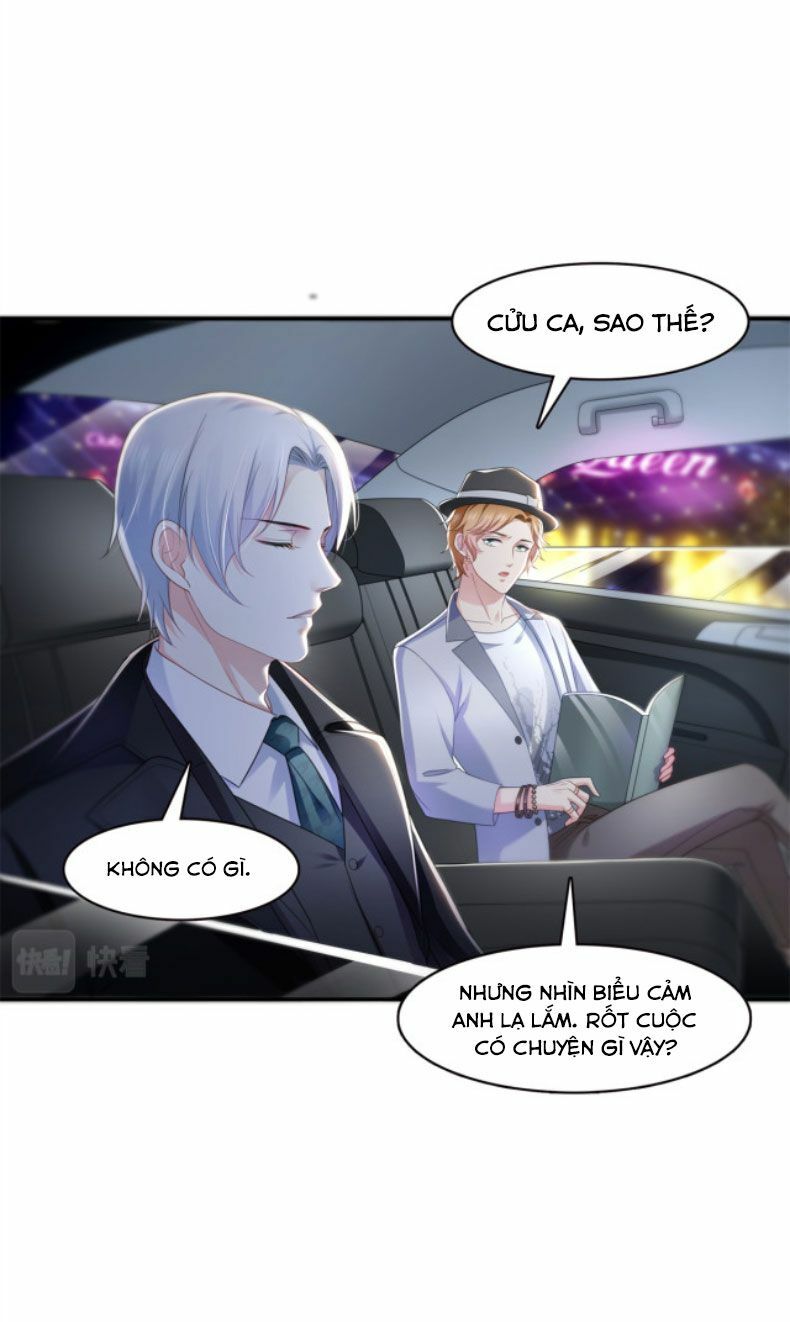 CỬU CA, SAO THẾ?
Club
Queen
KHÔNG CÓ GÌ.
快看! 快看
NHƯNG NHÌN BIỂU CẢM
ANH LẠ LẮM. RỐT CUỘC
CÓ CHUYỆN GÌ VẬY?